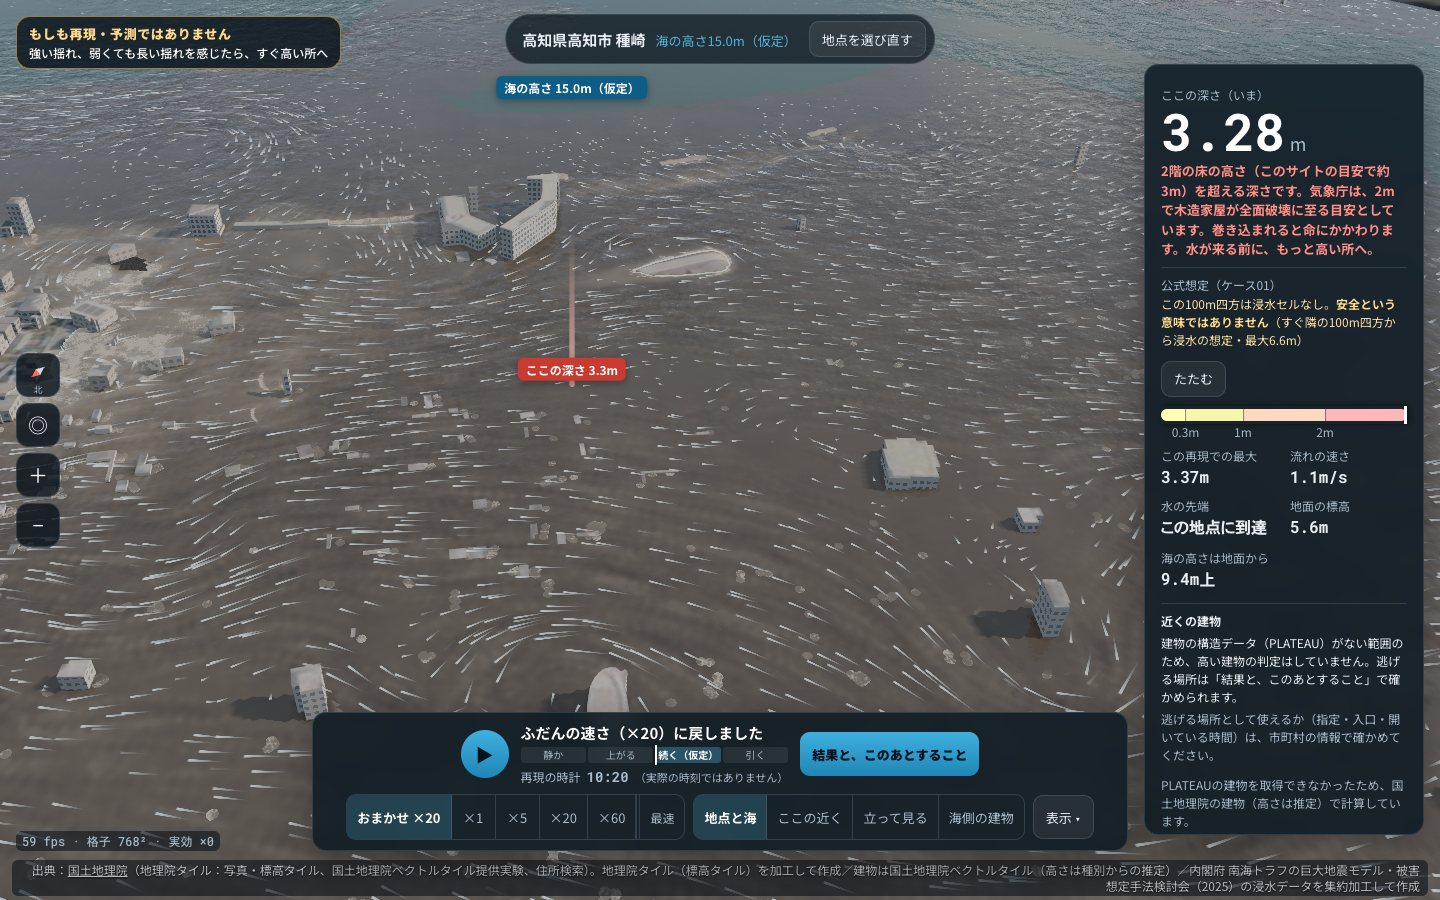 もしも再現・予測ではありません
強い揺れ、弱くても長い揺れを感じたら、すぐ高い所へ
高知県高知市 種崎 海の高さ15.0m（仮定） 地点を選び直す
海の高さ 15.0m（仮定）
ここの深さ 3.3m
北
＋
−
ここの深さ（いま）
3.28 m
2階の床の高さ（このサイトの目安で約
3m）を超える深さです。気象庁は、2m
で木造家屋が全面破壊に至る目安として
います。巻き込まれると命にかかわりま
す。水が来る前に、もっと高い所へ。
公式想定（ケース01）
この100m四方は浸水セルなし。安全という
意味ではありません（すぐ隣の100m四方か
ら浸水の想定・最大6.6m）
たたむ
0.3m 1m 2m
この再現での最大 流れの速さ
3.37m 1.1m/s
水の先端 地面の標高
この地点に到達 5.6m
海の高さは地面から
9.4m上
近くの建物
建物の構造データ（PLATEAU）がない範囲の
ため、高い建物の判定はしていません。逃げ
る場所は「結果と、このあとすること」で確
かめられます。
逃げる場所として使えるか（指定・入口・開
いている時間）は、市町村の情報で確かめて
ください。
PLATEAUの建物を取得できなかったため、国
土地理院の建物（高さは推定）で計算してい
ます。
ふだんの速さ（×20）に戻しました
静か 上がる 続く（仮定） 引く
再現の時計 10:20 （実際の時刻ではありません）
結果と、このあとすること
おまかせ ×20 ×1 ×5 ×20 ×60 最速
地点と海 ここの近く 立って見る 海側の建物 表示 ▾
59 fps · 格子 768² · 実効 ×0
出典：国土地理院（地理院タイル：写真・標高タイル、国土地理院ベクトルタイル提供実験、住所検索）。地理院タイル（標高タイル）を加工して作成／建物は国土地理院ベクトルタイル（高さは種別からの推定）／内閣府 南海トラフの巨大地震モデル・被害
想定手法検討会（2025）の浸水データを集約加工して作成